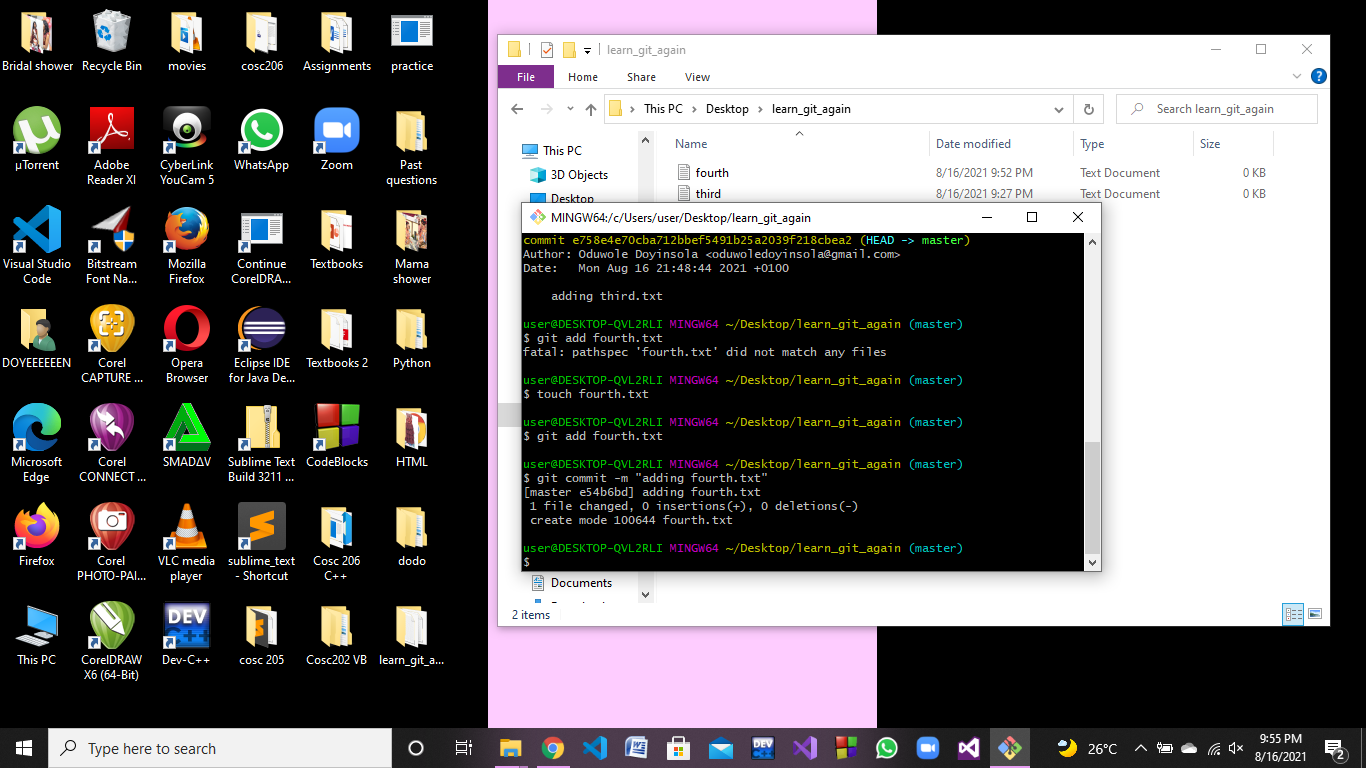 Bridal shower
Recycle Bin
movies
cosc206
Assignments
practice
µTorrent
Adobe
Reader XI
CyberLink
YouCam 5
WhatsApp
Zoom
Past
questions
Visual Studio
Code
Bitstream
Font Na...
Mozilla
Firefox
Continue
CorelDRA...
Textbooks
Mama
shower
DOYEEEEEEN
Corel
CAPTURE ...
Opera
Browser
Eclipse IDE
for Java De...
Textbooks 2
Python
Microsoft
Edge
Corel
CONNECT ...
SMADΔV
Sublime Text
Build 3211 ...
CodeBlocks
HTML
Firefox
Corel
PHOTO-PAI...
VLC media
player
sublime_text
- Shortcut
Cosc 206
C++
dodo
This PC
CorelDRAW
X6 (64-Bit)
DEV
C++
Dev-C++
cosc 205
Cosc202 VB
learn_git_a...
learn_git_again
File Home Share View
This PC Desktop learn_git_again
Search learn_git_again
Name Date modified Type Size
This PC
3D Objects
Desktop
fourth 8/16/2021 9:52 PM Text Document 0 KB
third 8/16/2021 9:27 PM Text Document 0 KB
MINGW64:/c/Users/user/Desktop/learn_git_again
commit e758e4e70cba712bbef5491b25a2039f218cbea2 (HEAD -> master)
Author: Oduwole Doyinsola <oduwoledoyinsola@gmail.com>
Date:   Mon Aug 16 21:48:44 2021 +0100
adding third.txt
user@DESKTOP-QVL2RLI MINGW64 ~/Desktop/learn_git_again (master)
$ git add fourth.txt
fatal: pathspec 'fourth.txt' did not match any files
user@DESKTOP-QVL2RLI MINGW64 ~/Desktop/learn_git_again (master)
$ touch fourth.txt
user@DESKTOP-QVL2RLI MINGW64 ~/Desktop/learn_git_again (master)
$ git add fourth.txt
user@DESKTOP-QVL2RLI MINGW64 ~/Desktop/learn_git_again (master)
$ git commit -m "adding fourth.txt"
[master e54b6bd] adding fourth.txt
1 file changed, 0 insertions(+), 0 deletions(-)
create mode 100644 fourth.txt
user@DESKTOP-QVL2RLI MINGW64 ~/Desktop/learn_git_again (master)
$
Documents
2 items
Type here to search
26°C
9:55 PM
8/16/2021
2